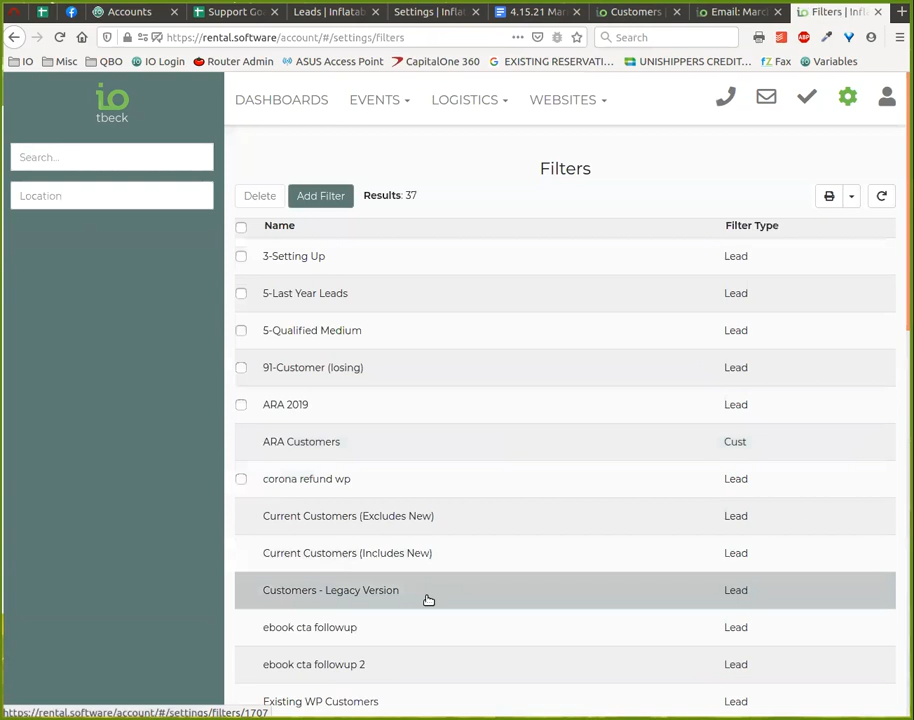 Accounts
Support Go
Leads | Inflatab
Settings | Inflat
4.15.21 Mar
Customers
Email: Marc
Filters | Infl
https://rental.software/account/#/settings/filters
Search
IO
Misc
QBO
IO Login
Router Admin
ASUS Access Point
CapitalOne 360
EXISTING RESERVATI...
UNISHIPPERS CREDIT...
Fax
Variables
io
tbeck
DASHBOARDS
EVENTS
LOGISTICS
WEBSITES
Search...
Location
Filters
Delete
Add Filter
Results: 37
Name Filter Type
3-Setting Up Lead
5-Last Year Leads Lead
5-Qualified Medium Lead
91-Customer (losing) Lead
ARA 2019 Lead
ARA Customers Cust
corona refund wp Lead
Current Customers (Excludes New) Lead
Current Customers (Includes New) Lead
Customers - Legacy Version Lead
ebook cta followup Lead
ebook cta followup 2 Lead
Existing WP Customers Lead
https://rental.software/account/#/settings/filters/1707